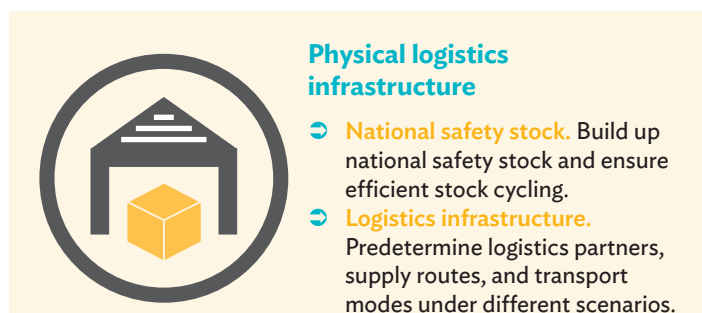 Physical logistics
infrastructure
National safety stock. Build up
national safety stock and ensure
efficient stock cycling.
Logistics infrastructure.
Predetermine logistics partners,
supply routes, and transport
modes under different scenarios.